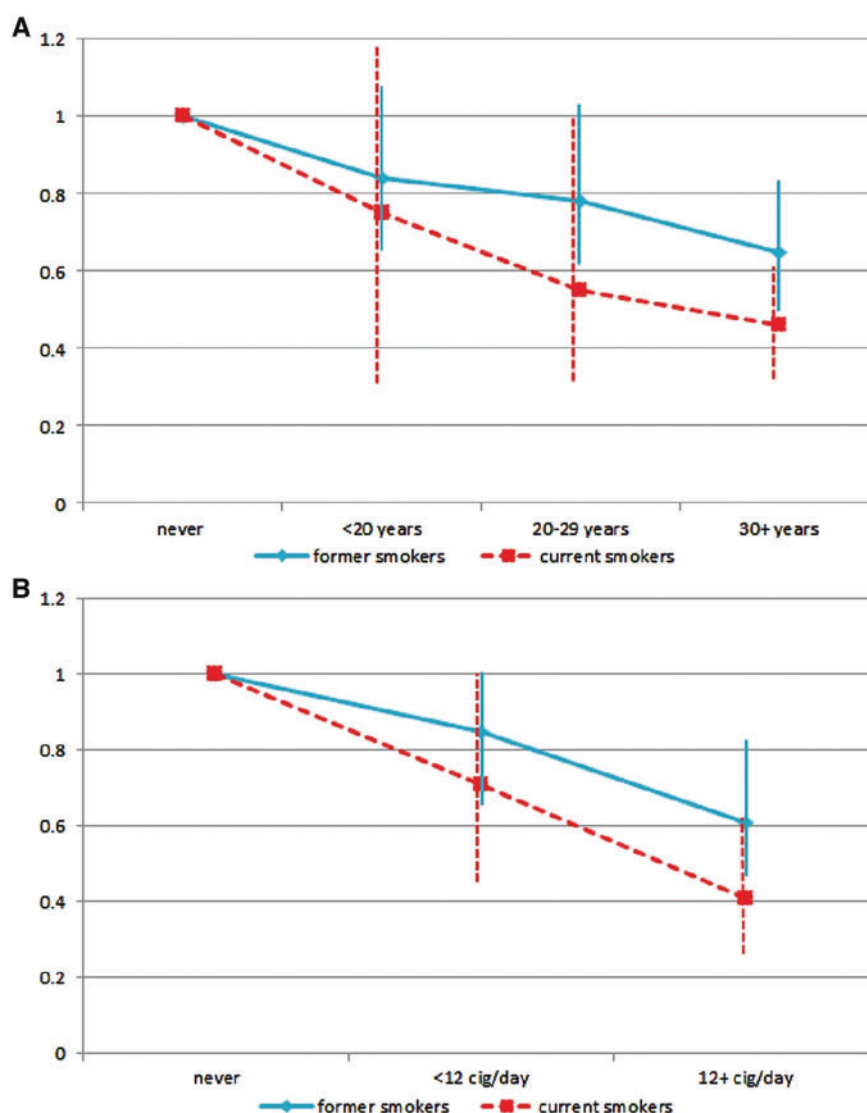 A
1.2
1
0.8
0.6
0.4
0.2
0
never <20 years 20-29 years 30+ years
former smokers current smokers
B
1.2
1
0.8
0.6
0.4
0.2
0
never <12 cig/day 12+ cig/day
former smokers current smokers